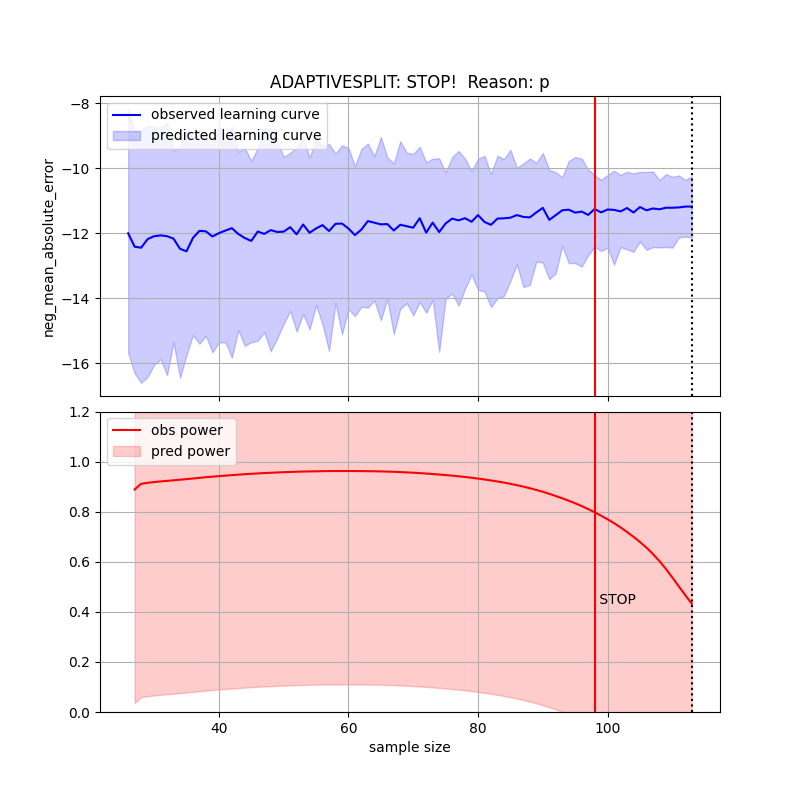 ADAPTIVESPLIT: STOP!  Reason: p
observed learning curve
predicted learning curve
neg_mean_absolute_error
−8
−10
−12
−14
−16
obs power
pred power
1.2
1.0
0.8
0.6
0.4
0.2
0.0
STOP
40 60 80 100
sample size